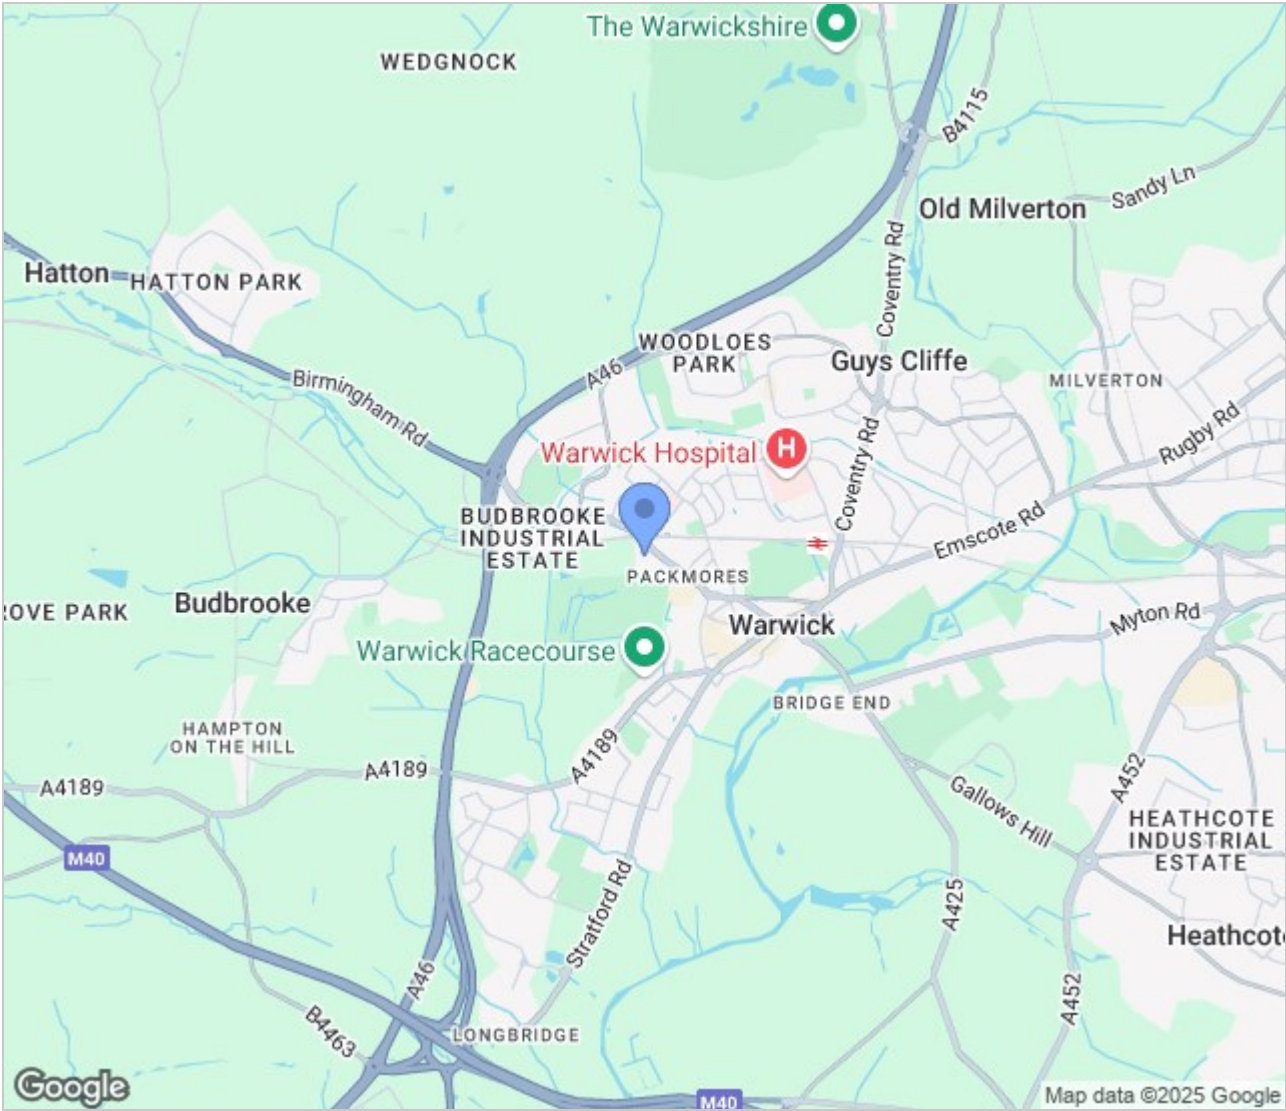 The Warwickshire
WEDGNOCK
B4115
Sandy Ln
Old Milverton
Coventry Rd
Hatton
HATTON PARK
WOODLOES
PARK
A46
Guys Cliffe
Birmingham Rd
MILVERTON
Rugby Rd
Warwick Hospital
H
Coventry Rd
BUDBROOKE
INDUSTRIAL
ESTATE
Emscote Rd
PACKMORES
ROVE PARK
Budbrooke
Warwick
Myton Rd
Warwick Racecourse
BRIDGE END
HAMPTON
ON THE HILL
A4189
A4189
A4189
A452
Gallows Hill
HEATHCOTE
INDUSTRIAL
ESTATE
M40
Stratford Rd
A425
Heathcot
A46
A452
B4463
LONGBRIDGE
Google
M40
Map data ©2025 Google